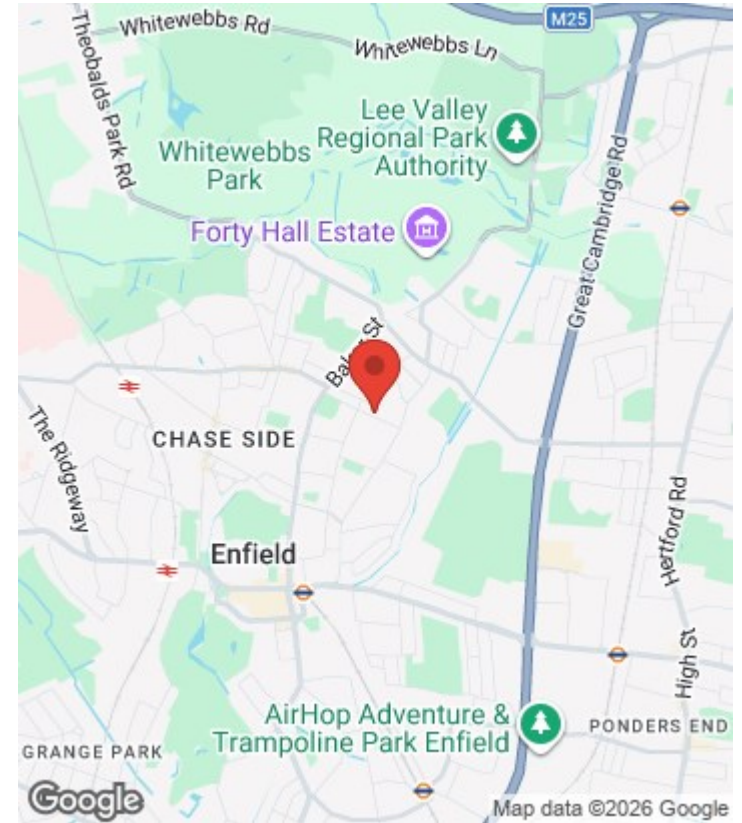 M25
Whitewebbs Rd
Whitewebbs Ln
Theobalds Park Rd
Lee Valley
Regional Park
Authority
Whitewebbs
Park
Forty Hall Estate
Great Cambridge Rd
The Ridgeway
CHASE SIDE
Hertford Rd
Enfield
High St
AirHop Adventure &
Trampoline Park Enfield
PONDERS END
GRANGE PARK
Google
Map data ©2026 Google